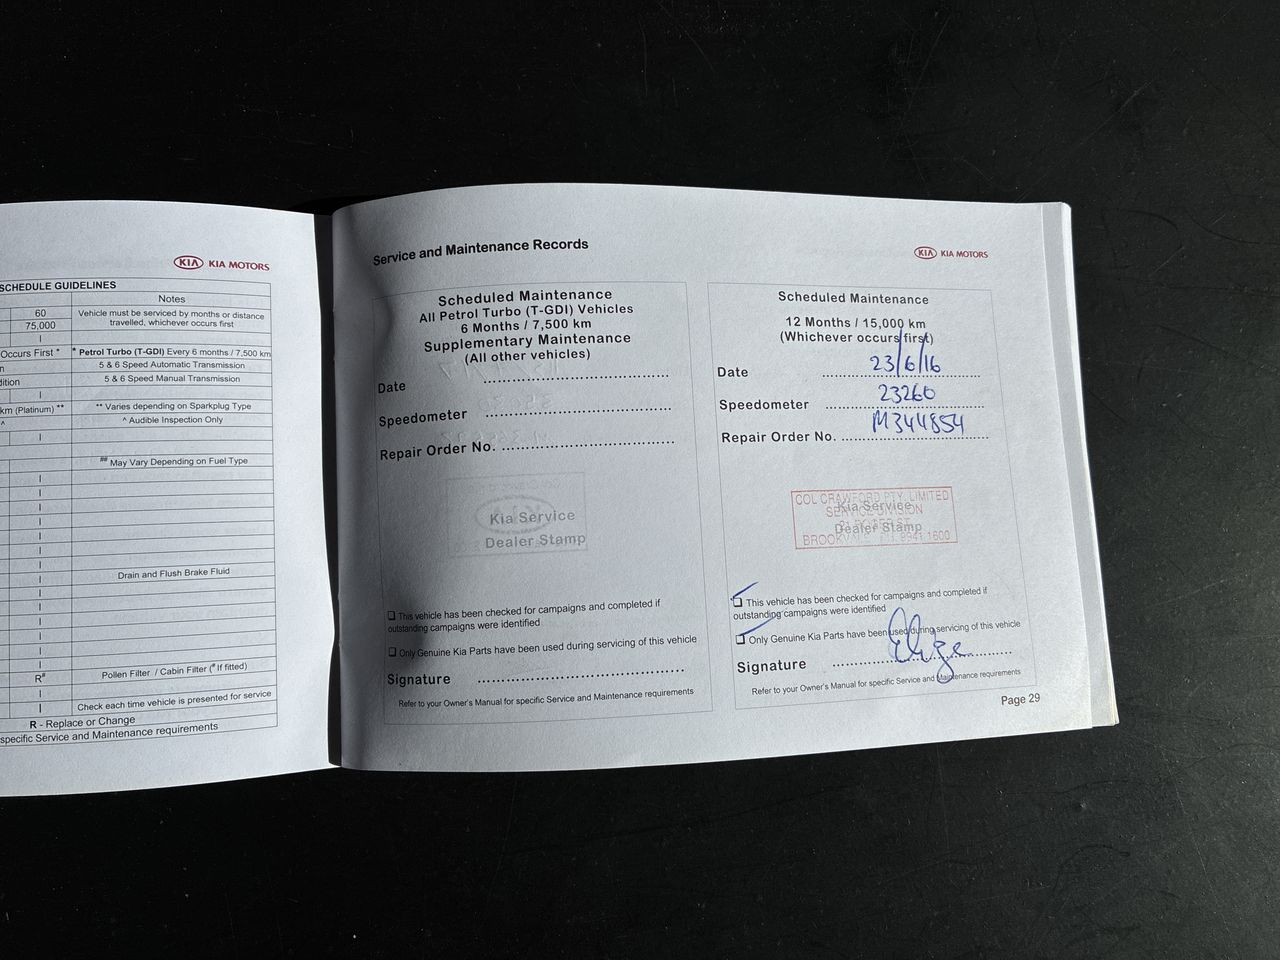 KIA KIA MOTORS
SCHEDULE GUIDELINES
Notes
60
75,000
Vehicle must be serviced by months or distance
travelled, whichever occurs first
I
Occurs First *
* Petrol Turbo (T-GDI) Every 6 months / 7,500 km
5 & 6 Speed Automatic Transmission
5 & 6 Speed Manual Transmission
I
km (Platinum) **
** Varies depending on Sparkplug Type
^
^ Audible Inspection Only
I
## May Vary Depending on Fuel Type
I
I
I
I
I
I
I
Drain and Flush Brake Fluid
I
I
I
I
I
I
R#
Pollen Filter / Cabin Filter (# If fitted)
I
I
Check each time vehicle is presented for service
R - Replace or Change
specific Service and Maintenance requirements
Service and Maintenance Records
KIA KIA MOTORS
Scheduled Maintenance
All Petrol Turbo (T-GDI) Vehicles
6 Months / 7,500 km
Supplementary Maintenance
(All other vehicles)
Date
Speedometer
Repair Order No.
Kia Service
Dealer Stamp
This vehicle has been checked for campaigns and completed if
outstanding campaigns were identified
Only Genuine Kia Parts have been used during servicing of this vehicle
Signature
Refer to your Owner's Manual for specific Service and Maintenance requirements
Scheduled Maintenance
12 Months / 15,000 km
(Whichever occurs first)
Date 23/6/16
Speedometer 23260
Repair Order No. M344854
COL CRAWFORD PTY. LIMITED
SERVICE DIVISION
BROOKVALE 9941 1600
Kia Service
Dealer Stamp
This vehicle has been checked for campaigns and completed if
outstanding campaigns were identified
Only Genuine Kia Parts have been used during servicing of this vehicle
Signature
Refer to your Owner's Manual for specific Service and Maintenance requirements
Page 29